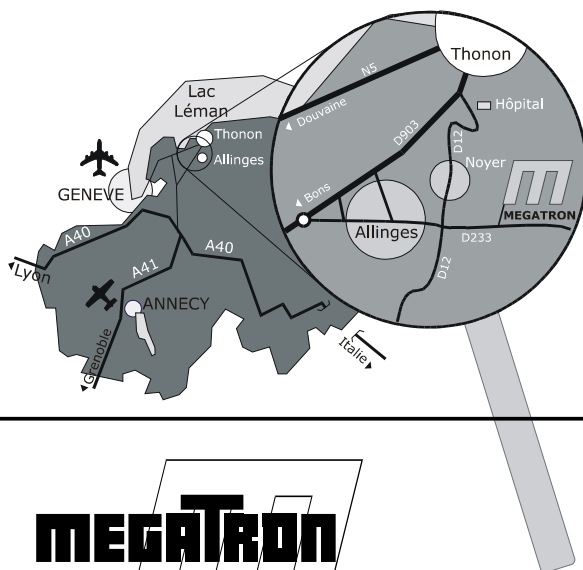 Thonon
N5
Lac
Léman
Douvaine
Hôpital
Thonon
D903
D12
Allinges
Noyer
GENEVE
Bons
MEGATRON
Allinges
A40
A40
D233
Lyon
A41
D12
ANNECY
Italie
Grenoble
MEGATRON